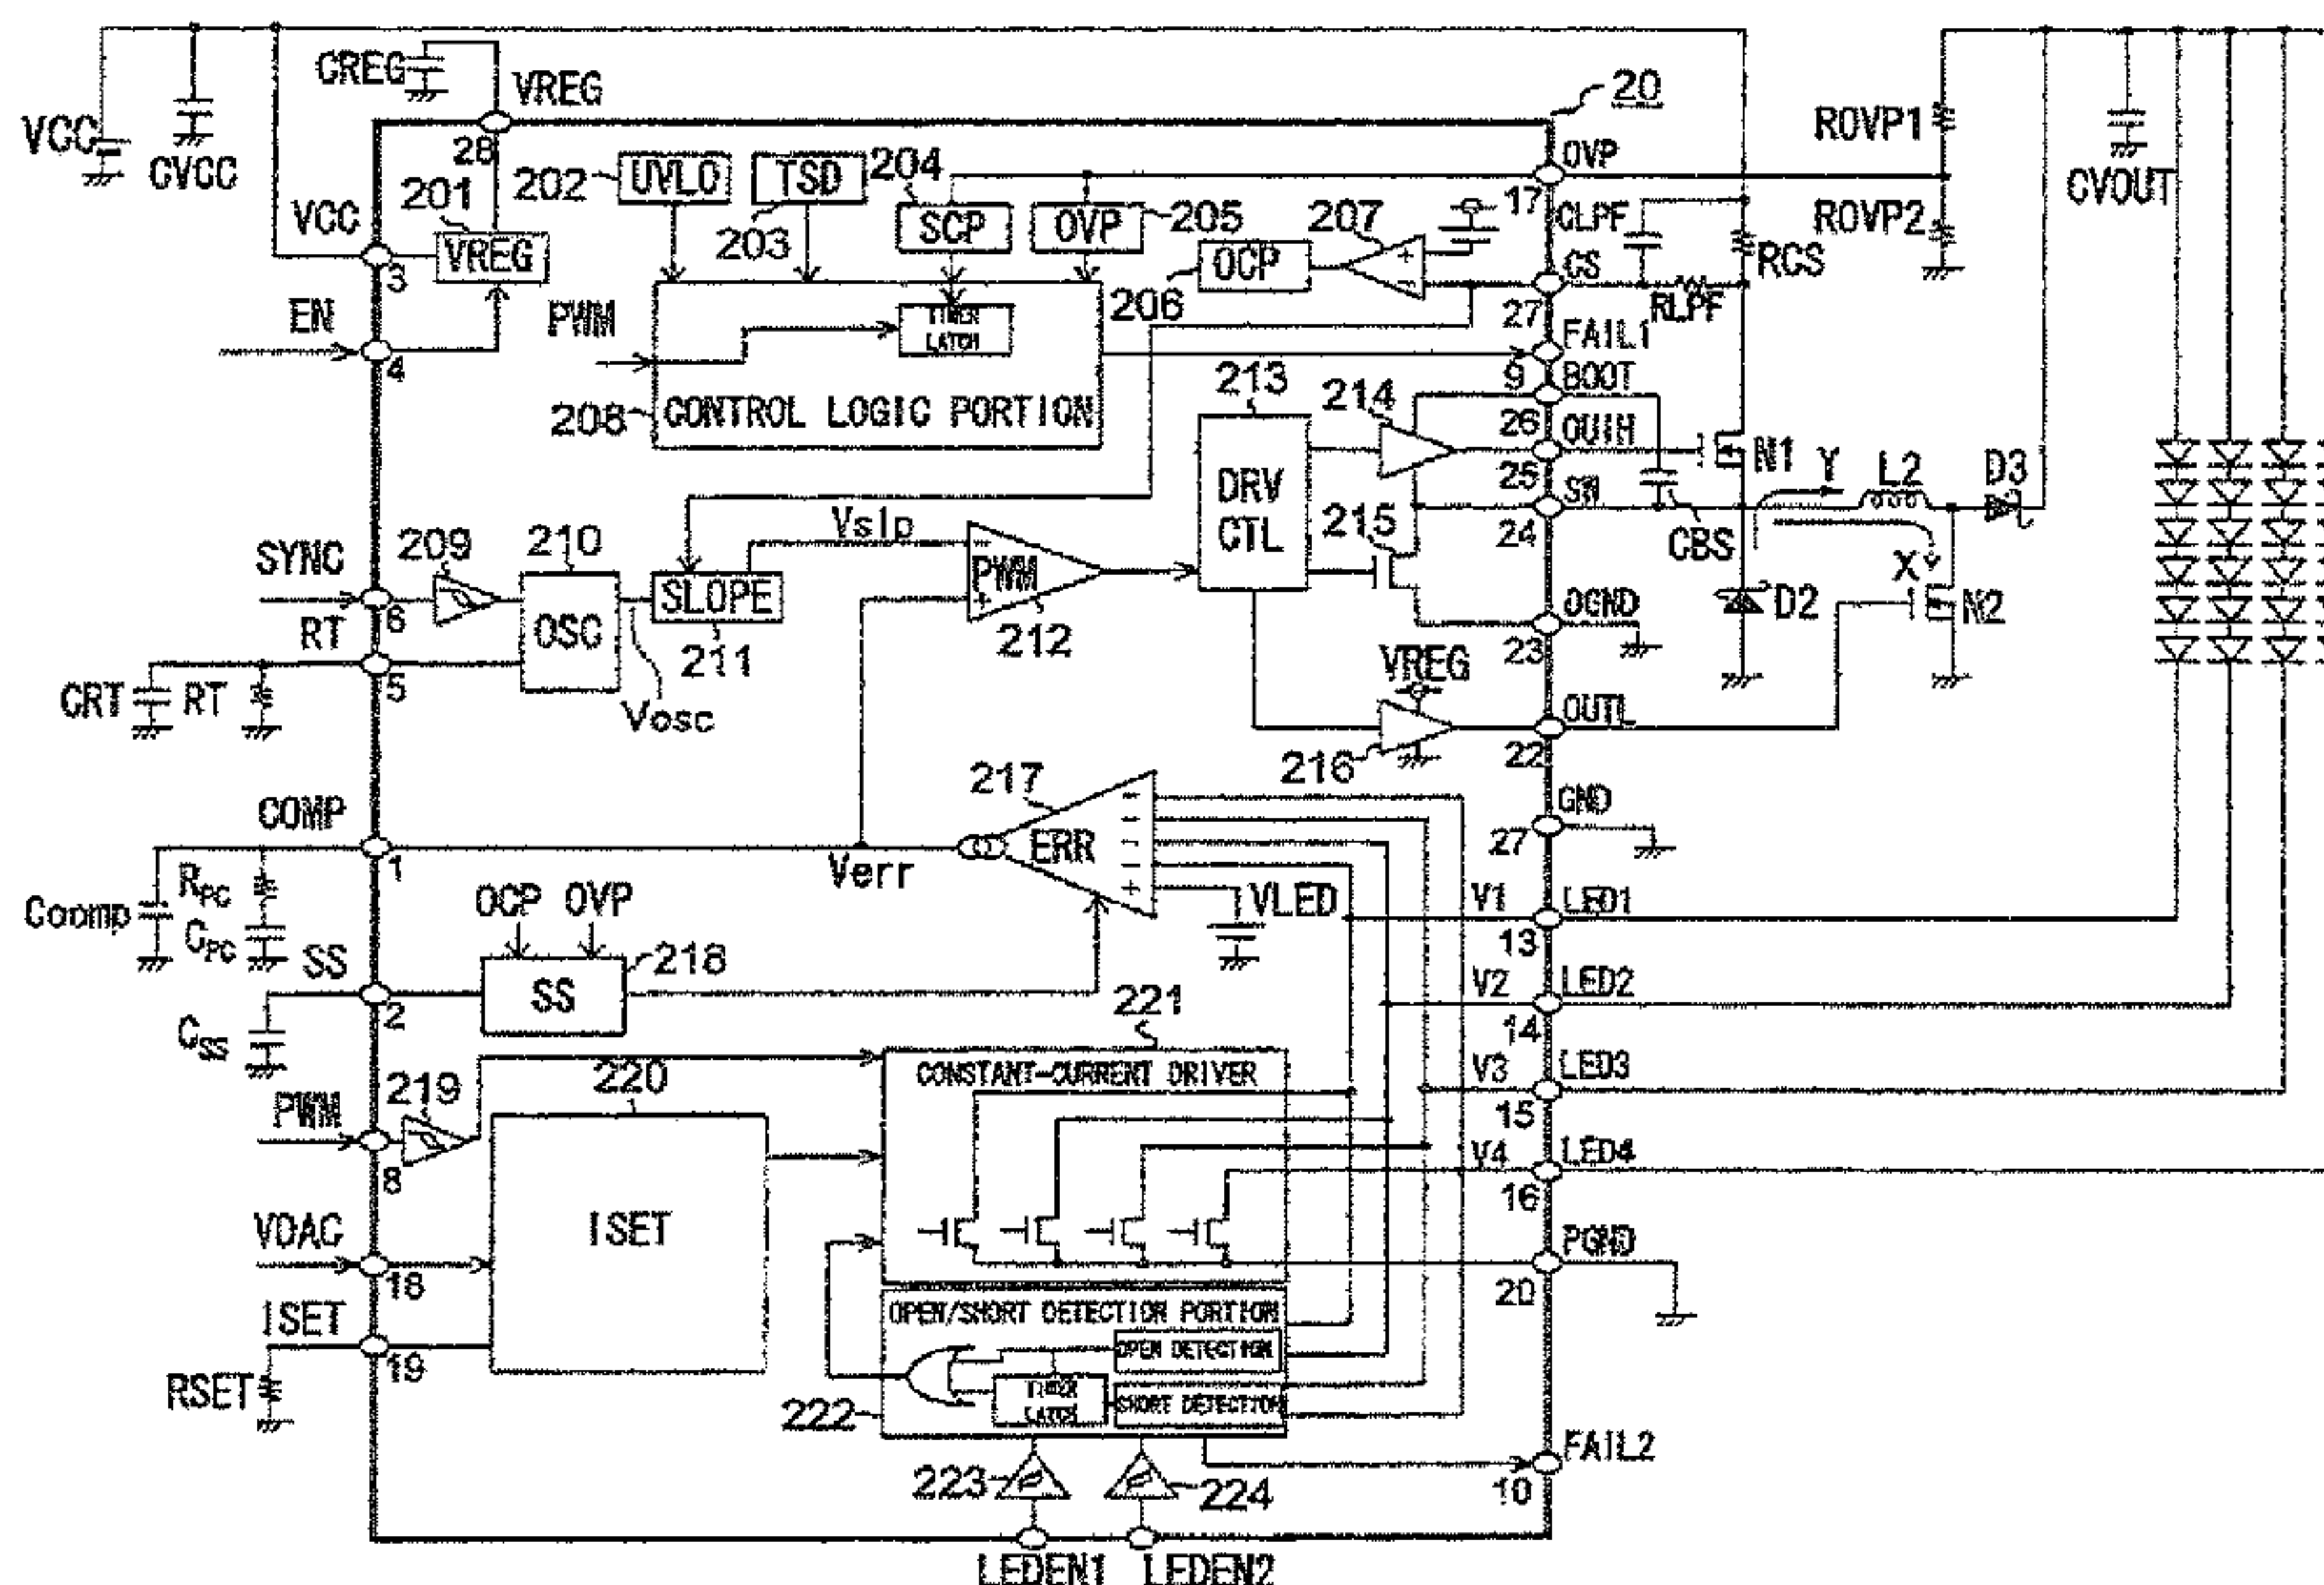 CREG
VREG
VCC
CVCC
28
20
OVP
ROVP1
201
202
UVLO
TSD
204
17
CVOUT
VCC
VREG
203
SCP
OVP
205
207
CLPF
ROVP2
3
OCP
206
CS
RCS
EN
4
PWM
TIMER
LATCH
27
RLPF
FAIL1
208
CONTROL LOGIC PORTION
213
214
9
BOOT
26
OUTH
N1
Y
L2
D3
DRV
CTL
25
SW
215
24
CBS
X
SYNC
209
210
Vslp
6
OSC
SLOPE
211
PWM
212
OGND
D2
N2
RT
5
23
CRT
RT
Vosc
VREG
OUTL
216
22
217
COMP
1
ERR
Verr
GND
27
RPC
CPC
Ccomp
OCP
OVP
VLED
V1
LED1
13
SS
2
SS
218
V2
LED2
14
CSS
221
219
220
CONSTANT-CURRENT DRIVER
V3
LED3
15
PWM
8
V4
LED4
16
VDAC
18
ISET
PGND
20
ISET
19
OPEN/SHORT DETECTION PORTION
OPEN DETECTION
RSET
222
TIMER
LATCH
SHORT DETECTION
223
224
FAIL2
10
LEDEN1
LEDEN2